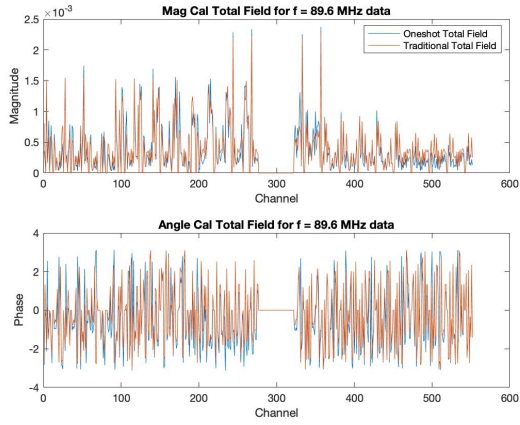 Mag Cal Total Field for f = 89.6 MHz data
×10⁻³
2.5
2
1.5
1
0.5
0
Magnitude
Oneshot Total Field
Traditional Total Field
0 100 200 300 400 500 600
Channel
Angle Cal Total Field for f = 89.6 MHz data
4
2
0
-2
-4
Phase
0 100 200 300 400 500 600
Channel